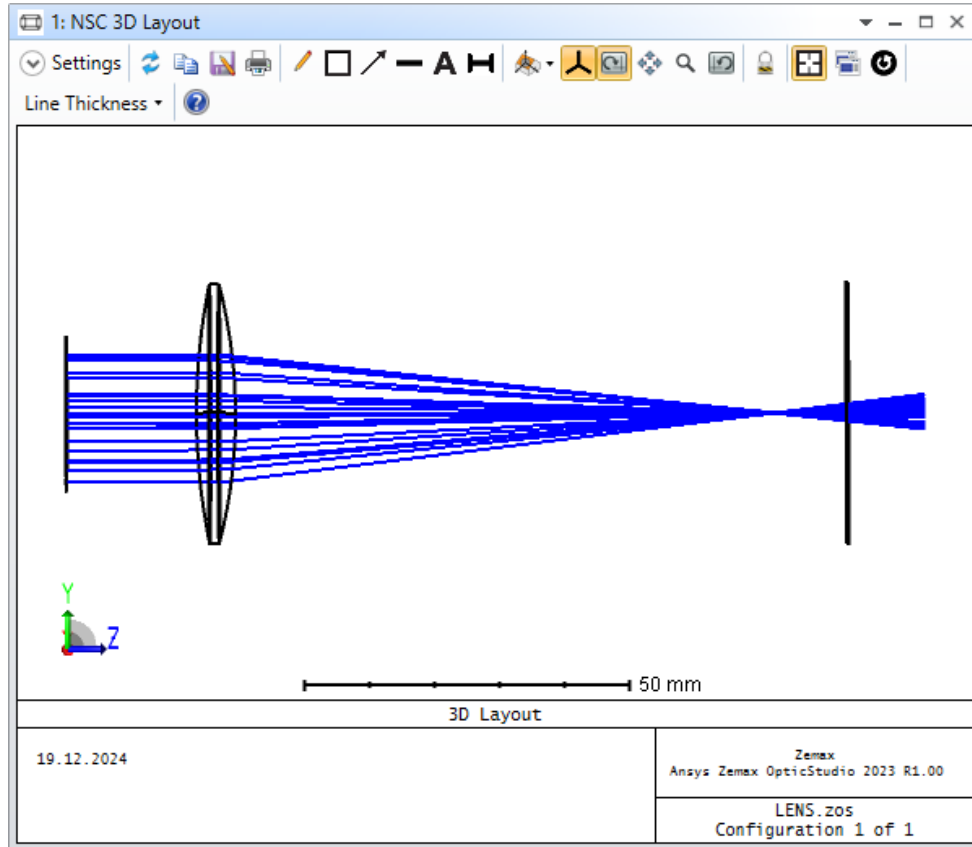 1: NSC 3D Layout
Settings
A
Line Thickness
Y
Z
50 mm
3D Layout
19.12.2024
Zemax
Ansys Zemax OpticStudio 2023 R1.00
LENS.zos
Configuration 1 of 1